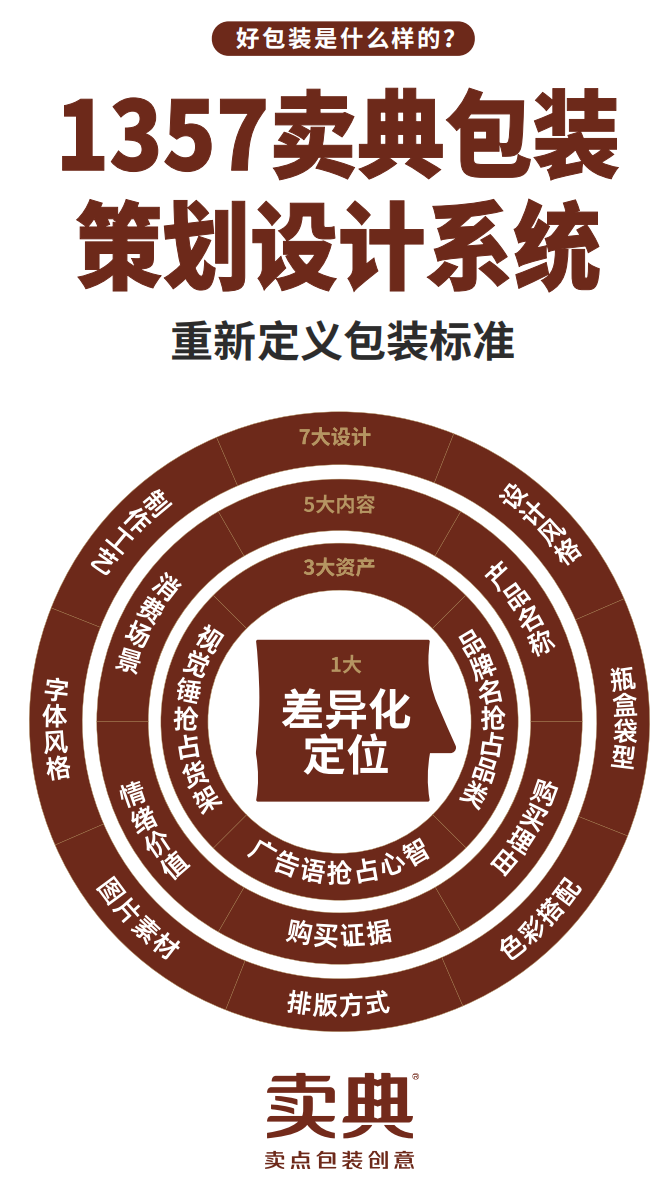 好包装是什么样的？
1357卖典包装
策划设计系统
重新定义包装标准
7大设计
设计风格
瓶盒袋型
色彩搭配
排版方式
图片素材
字体风格
制作工艺
5大内容
产品名称
购买理由
购买证据
情绪价值
消费场景
3大资产
品牌名抢占品类
广告语抢占心智
视觉锤抢占货架
1大
差异化
定位
卖典®
卖点包装创意